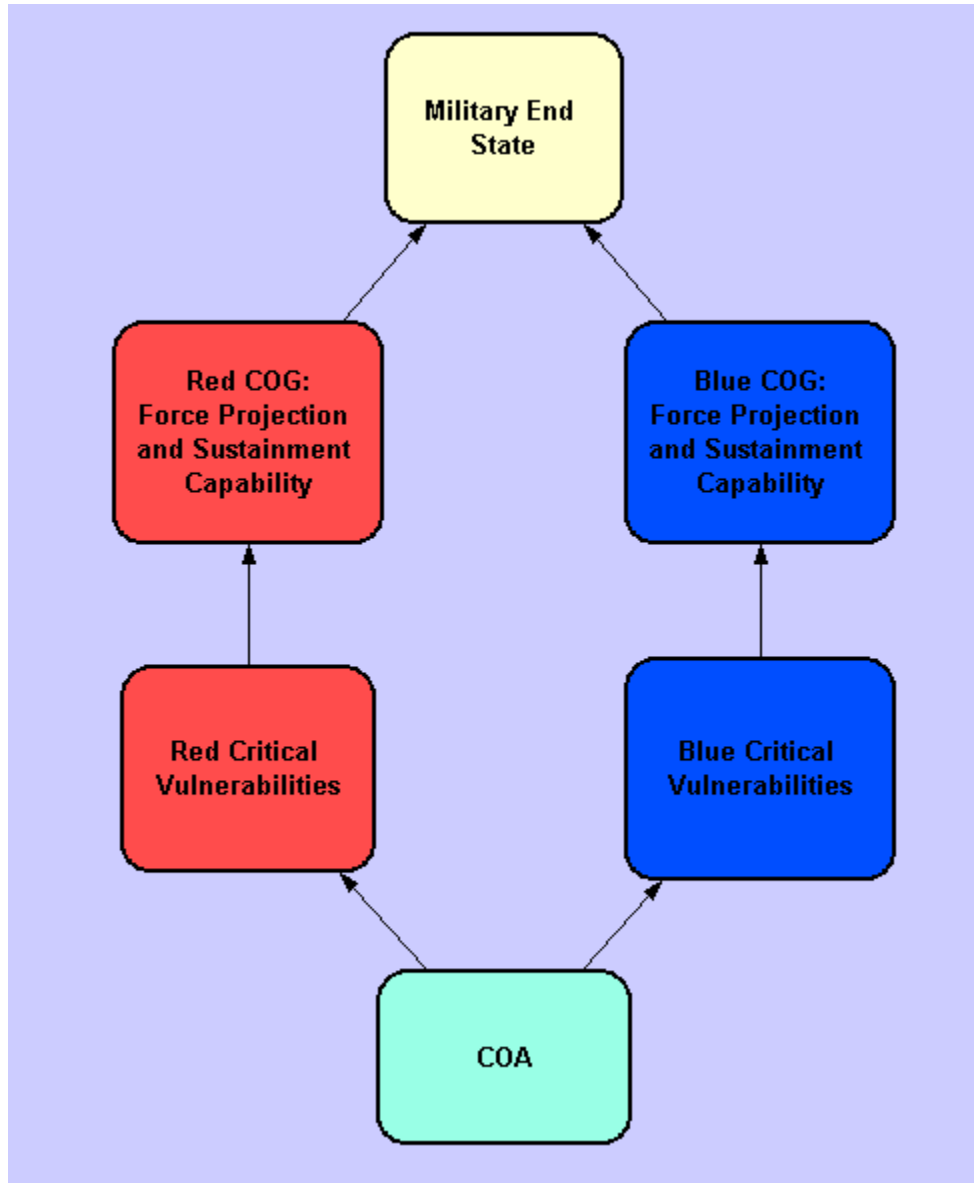 Military End
State
Red COG:
Force Projection
and Sustainment
Capability
Blue COG:
Force Projection
and Sustainment
Capability
Red Critical
Vulnerabilities
Blue Critical
Vulnerabilities
COA